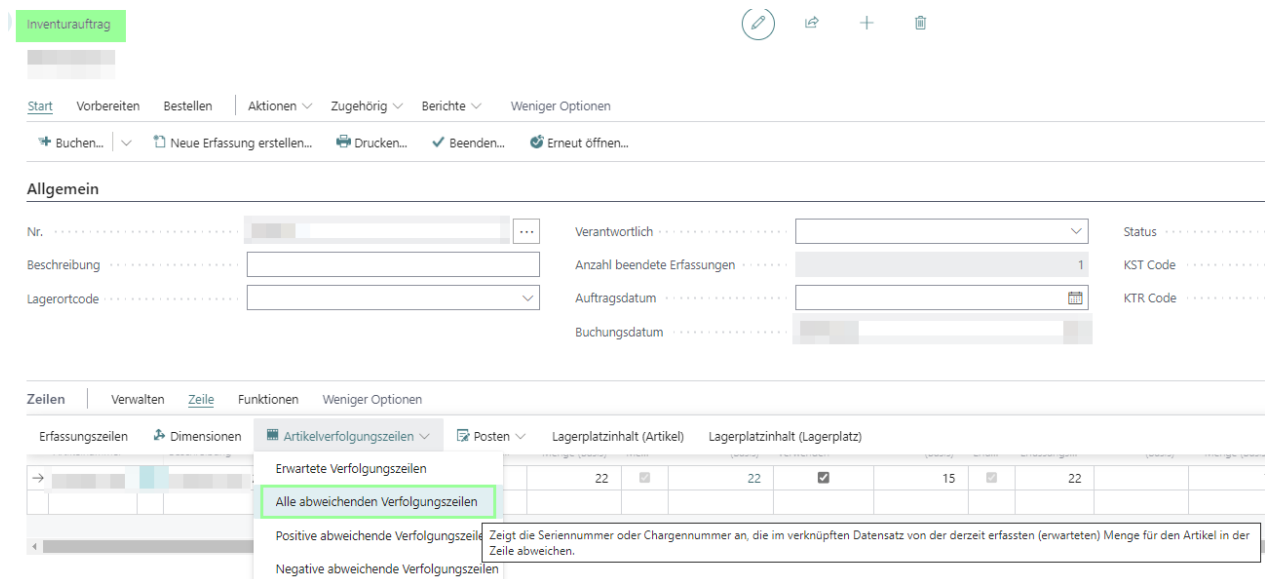 Inventurauftrag
Start Vorbereiten Bestellen Aktionen Zugehörig Berichte Weniger Optionen
Buchen... Neue Erfassung erstellen... Drucken... Beenden... Erneut öffnen...
Allgemein
Nr. ... Verantwortlich Status
Beschreibung Anzahl beendete Erfassungen 1 KST Code
Lagerortcode Auftragsdatum KTR Code
Buchungsdatum
Zeilen Verwalten Zeile Funktionen Weniger Optionen
Erfassungszeilen Dimensionen Artikelverfolgungszeilen Posten Lagerplatzinhalt (Artikel) Lagerplatzinhalt (Lagerplatz)
Erwartete Verfolgungszeilen
22 22 15 22
Alle abweichenden Verfolgungszeilen
Positive abweichende Verfolgungszeile
Zeigt die Seriennummer oder Chargennummer an, die im verknüpften Datensatz von der derzeit erfassten (erwarteten) Menge für den Artikel in der
Zeile abweichen.
Negative abweichende Verfolgungszeilen